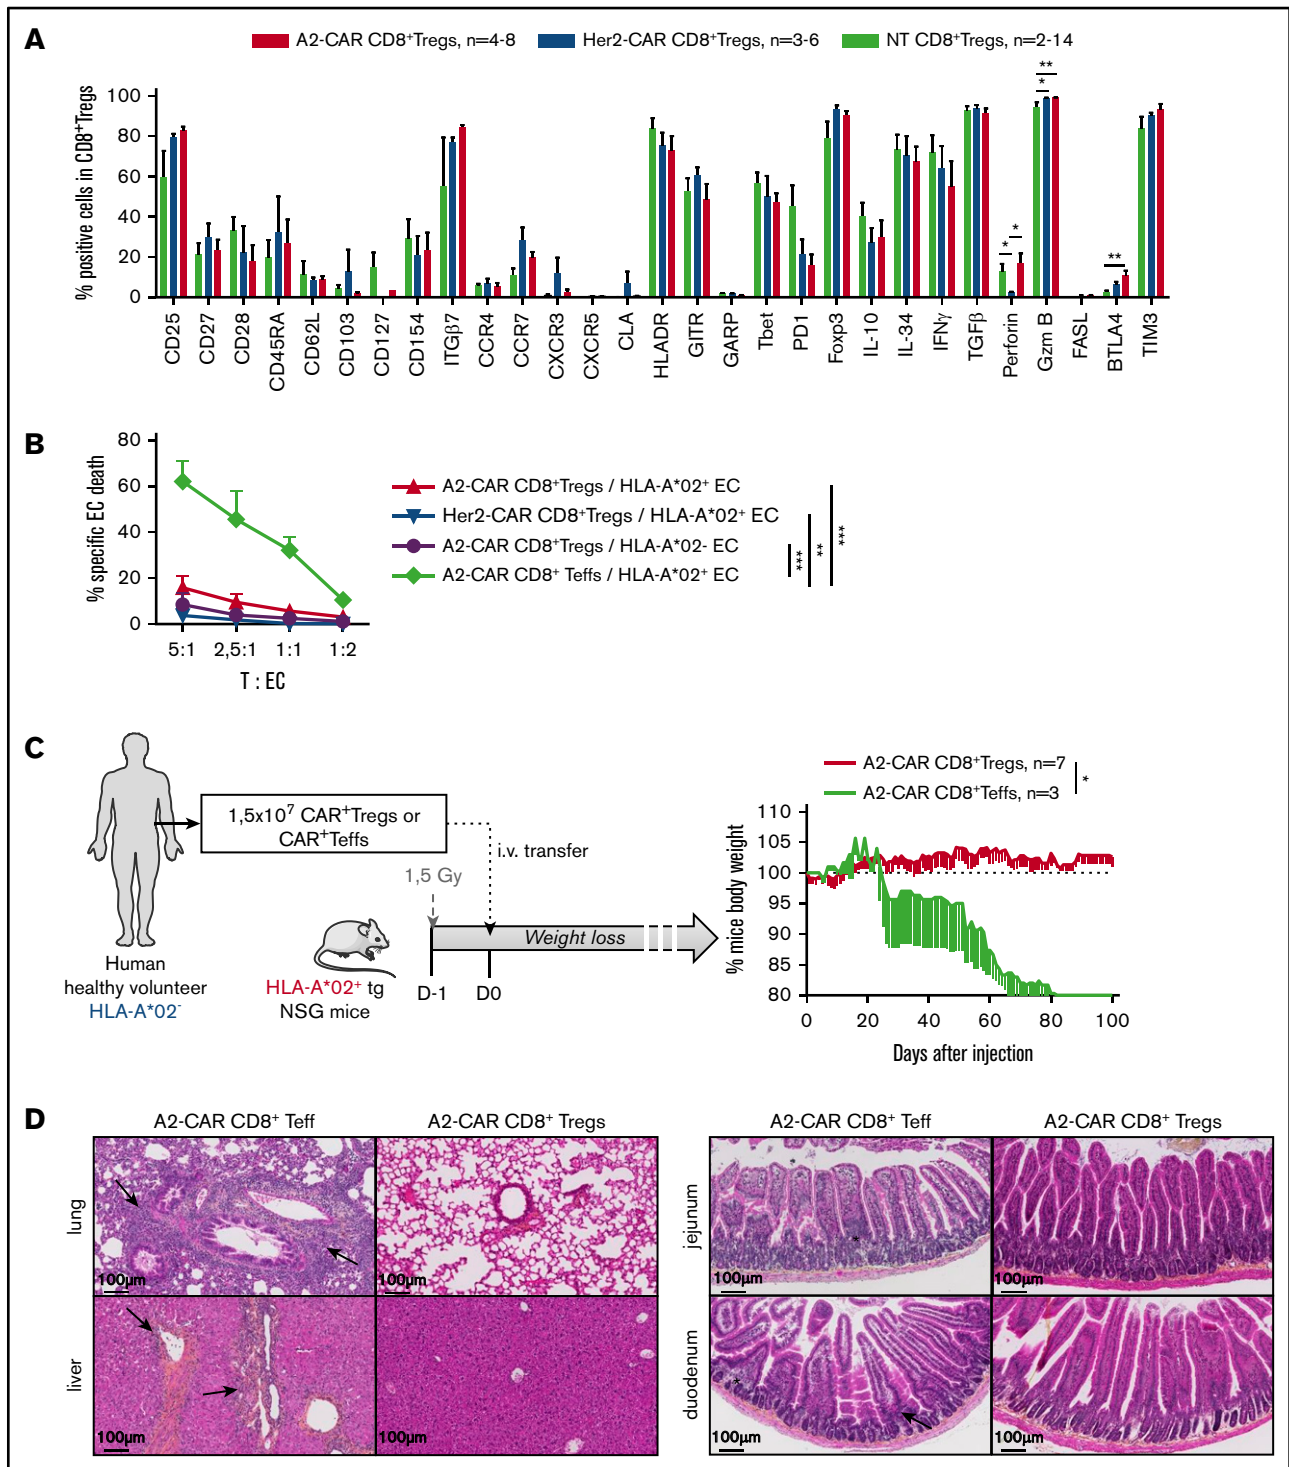 A
A2-CAR CD8+Tregs, n=4-8
Her2-CAR CD8+Tregs, n=3-6
NT CD8+Tregs, n=2-14
% positive cells in CD8+Tregs
100
80
60
40
20
0
* * * ** * **
CD25
CD27
CD28
CD45RA
CD62L
CD103
CD127
CD154
ITGβ7
CCR4
CCR7
CXCR3
CXCR5
CLA
HLADR
GITR
GARP
Tbet
PD1
Foxp3
IL-10
IL-34
IFNγ
TGFβ
Perforin
Gzm B
FASL
BTLA4
TIM3
B
% specific EC death
80
60
40
20
0
5:1 2,5:1 1:1 1:2
T : EC
A2-CAR CD8+Tregs / HLA-A*02+ EC
Her2-CAR CD8+Tregs / HLA-A*02+ EC
A2-CAR CD8+Tregs / HLA-A*02- EC
A2-CAR CD8+ Teffs / HLA-A*02+ EC
*** ** ***
C
Human
healthy volunteer
HLA-A*02-
1,5x10⁷ CAR+Tregs or
CAR+Teffs
i.v. transfer
1,5 Gy
Weight loss
D-1 D0
HLA-A*02+ tg
NSG mice
A2-CAR CD8+Tregs, n=7
A2-CAR CD8+Teffs, n=3
*
% mice body weight
110
105
100
95
90
85
80
0 20 40 60 80 100
Days after injection
D
A2-CAR CD8+ Teff
A2-CAR CD8+ Tregs
A2-CAR CD8+ Teff
A2-CAR CD8+ Tregs
lung
100µm
100µm
jejunum
*
100µm
100µm
liver
100µm
100µm
duodenum
*
100µm
100µm